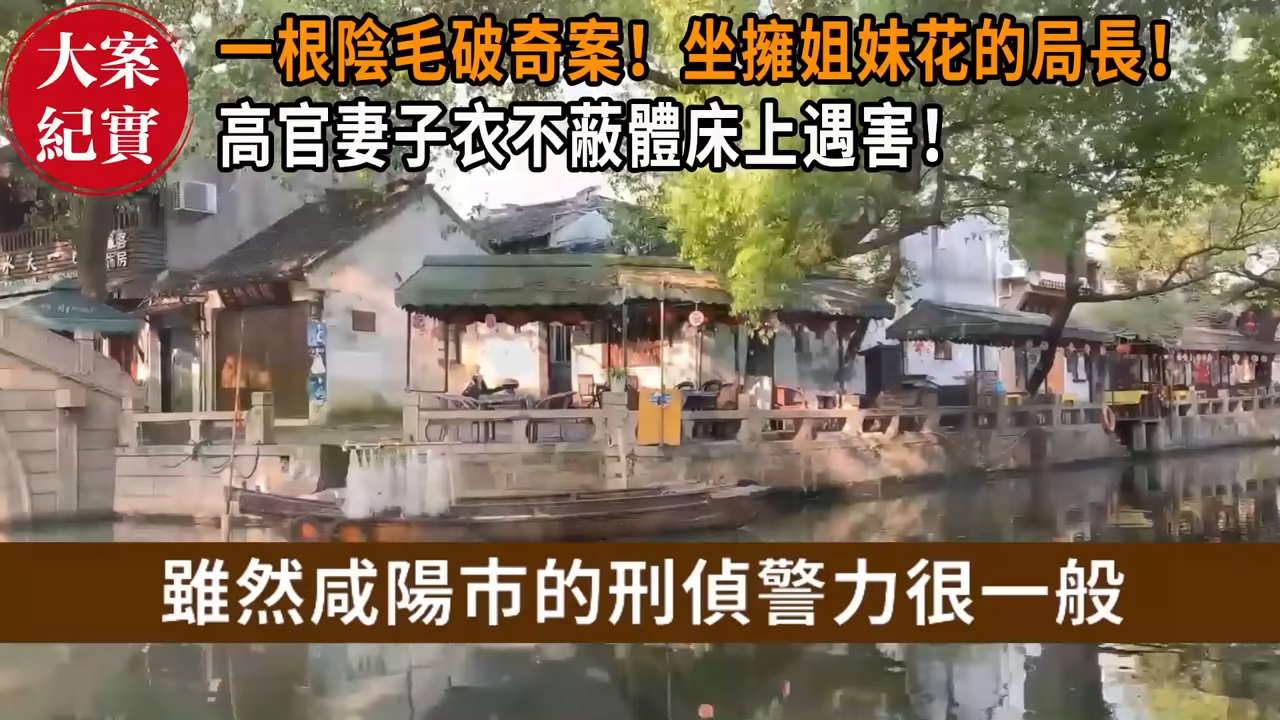 大案
紀實
一根陰毛破奇案！坐擁姐妹花的局長！
高官妻子衣不蔽體床上遇害！
雖然咸陽市的刑偵警力很一般